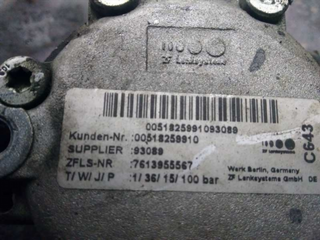 ZF Lenksysteme
0051825991093089
Kunden-Nr. :00518259910
SUPPLIER :93089
ZFLS-NR :7613955567
T/ W/ J/ P :1/ 36/ 15/ 100 bar
Werk Berlin, Germany
ZF Lenksysteme GmbH 05
C643